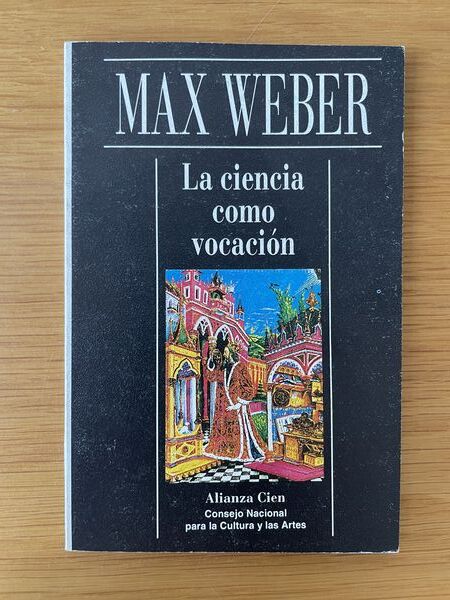 MAX WEBER
La ciencia
como
vocación
Alianza Cien
Consejo Nacional
para la Cultura y las Artes